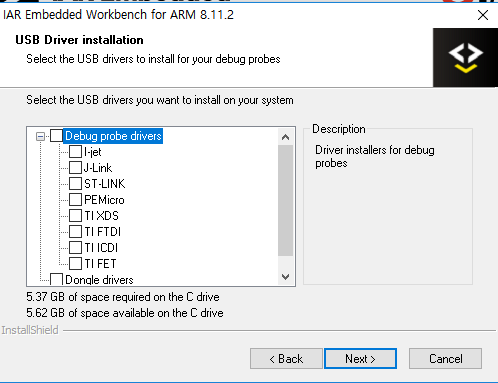 IAR Embedded Workbench for ARM 8.11.2
USB Driver installation
Select the USB drivers to install for your debug probes
Select the USB drivers you want to install on your system
Debug probe drivers
I-jet
J-Link
ST-LINK
PEMicro
TI XDS
TI FTDI
TI ICDI
TI FET
Dongle drivers
Description
Driver installers for debug
probes
5.37 GB of space required on the C drive
5.62 GB of space available on the C drive
InstallShield
< Back
Next >
Cancel